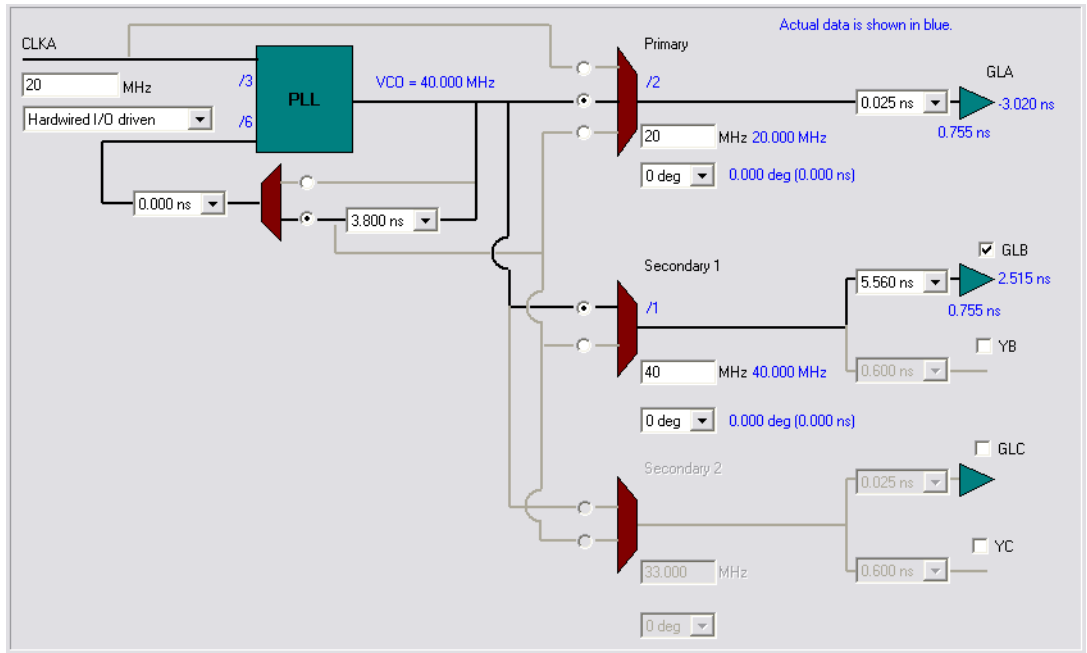 Actual data is shown in blue.
CLKA
Primary
20 MHz
/3
PLL
VCO = 40.000 MHz
/2
GLA
Hardwired I/O driven
/6
0.025 ns
-3.020 ns
0.755 ns
20 MHz 20.000 MHz
0 deg 0.000 deg (0.000 ns)
0.000 ns
3.800 ns
Secondary 1
GLB
5.560 ns
2.515 ns
/1
0.755 ns
YB
40 MHz 40.000 MHz
0.600 ns
0 deg 0.000 deg (0.000 ns)
GLC
Secondary 2
0.025 ns
YC
33.000 MHz
0.600 ns
0 deg